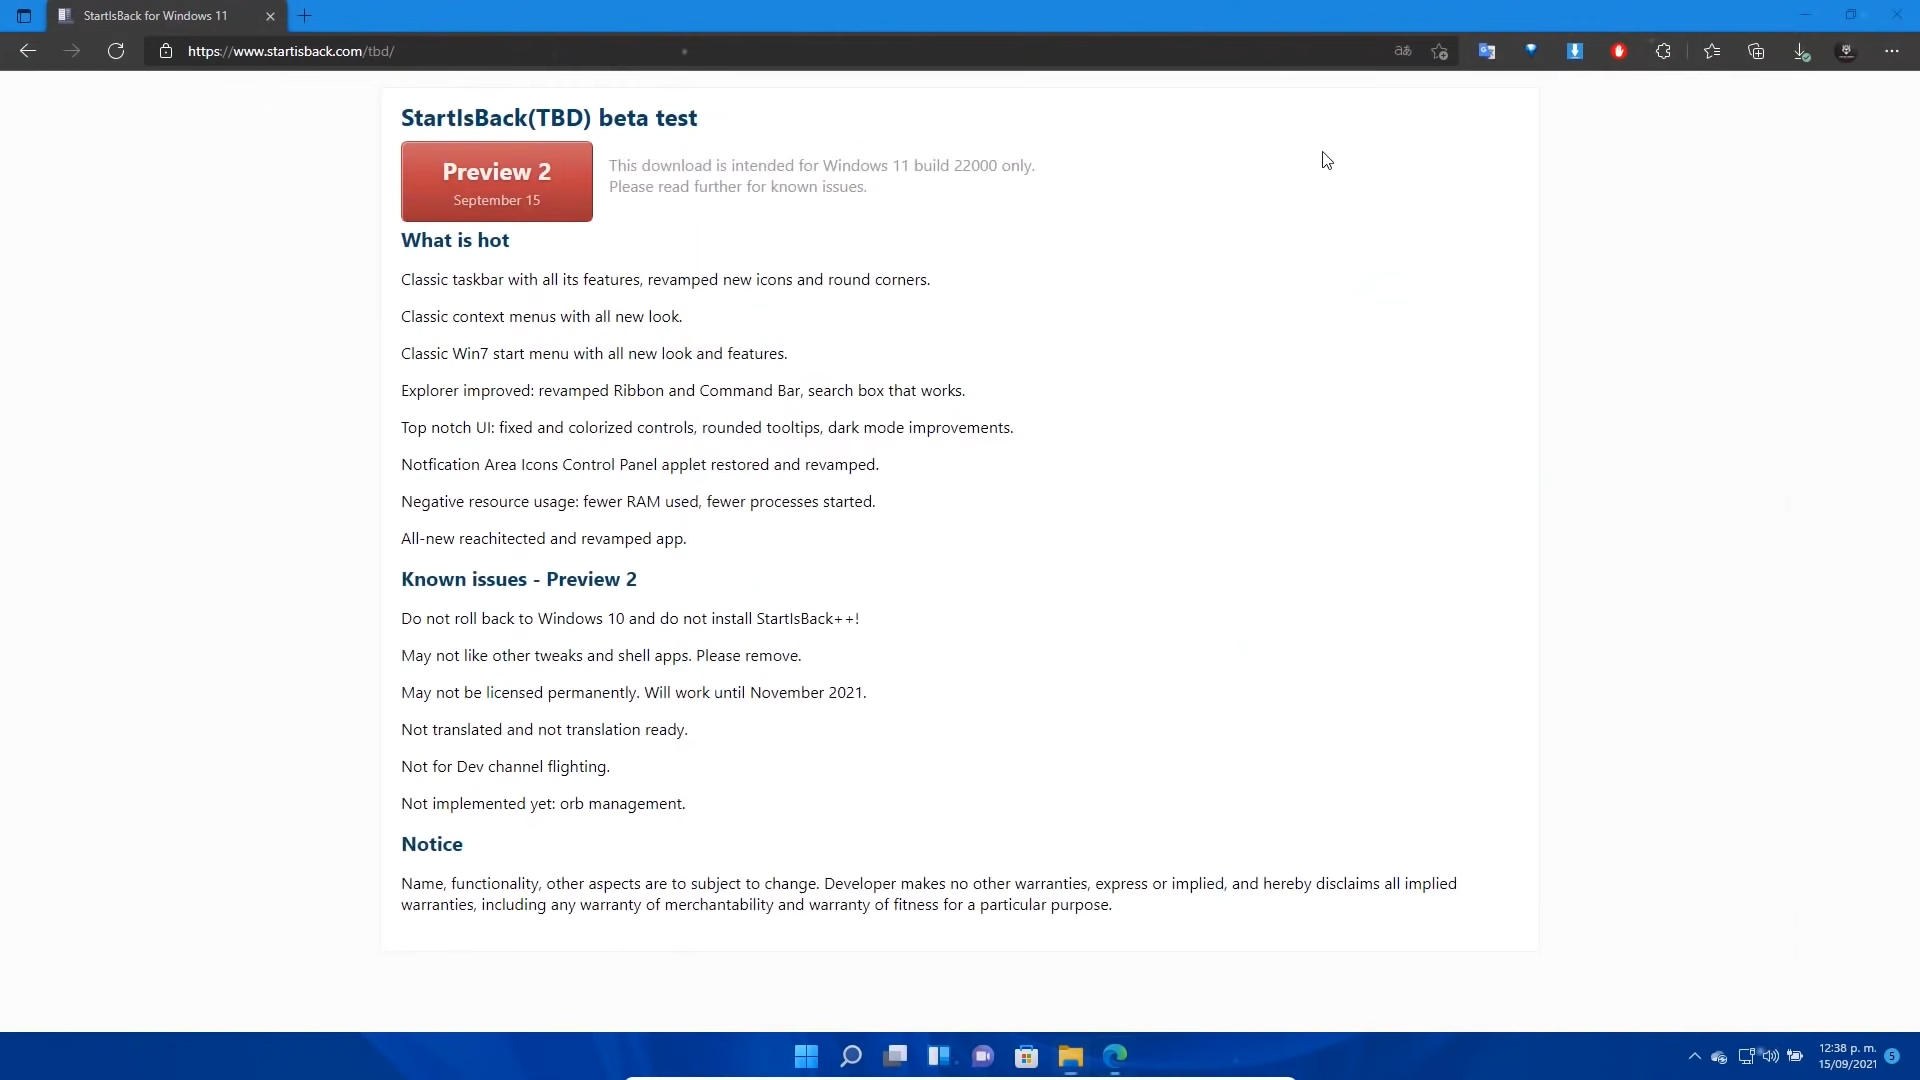 StartIsBack for Windows 11
https://www.startisback.com/tbd/
StartIsBack(TBD) beta test
Preview 2
September 15
This download is intended for Windows 11 build 22000 only.
Please read further for known issues.
What is hot
Classic taskbar with all its features, revamped new icons and round corners.
Classic context menus with all new look.
Classic Win7 start menu with all new look and features.
Explorer improved: revamped Ribbon and Command Bar, search box that works.
Top notch UI: fixed and colorized controls, rounded tooltips, dark mode improvements.
Notfication Area Icons Control Panel applet restored and revamped.
Negative resource usage: fewer RAM used, fewer processes started.
All-new reachitected and revamped app.
Known issues - Preview 2
Do not roll back to Windows 10 and do not install StartIsBack++!
May not like other tweaks and shell apps. Please remove.
May not be licensed permanently. Will work until November 2021.
Not translated and not translation ready.
Not for Dev channel flighting.
Not implemented yet: orb management.
Notice
Name, functionality, other aspects are to subject to change. Developer makes no other warranties, express or implied, and hereby disclaims all implied
warranties, including any warranty of merchantability and warranty of fitness for a particular purpose.
12:38 p. m.
15/09/2021
5